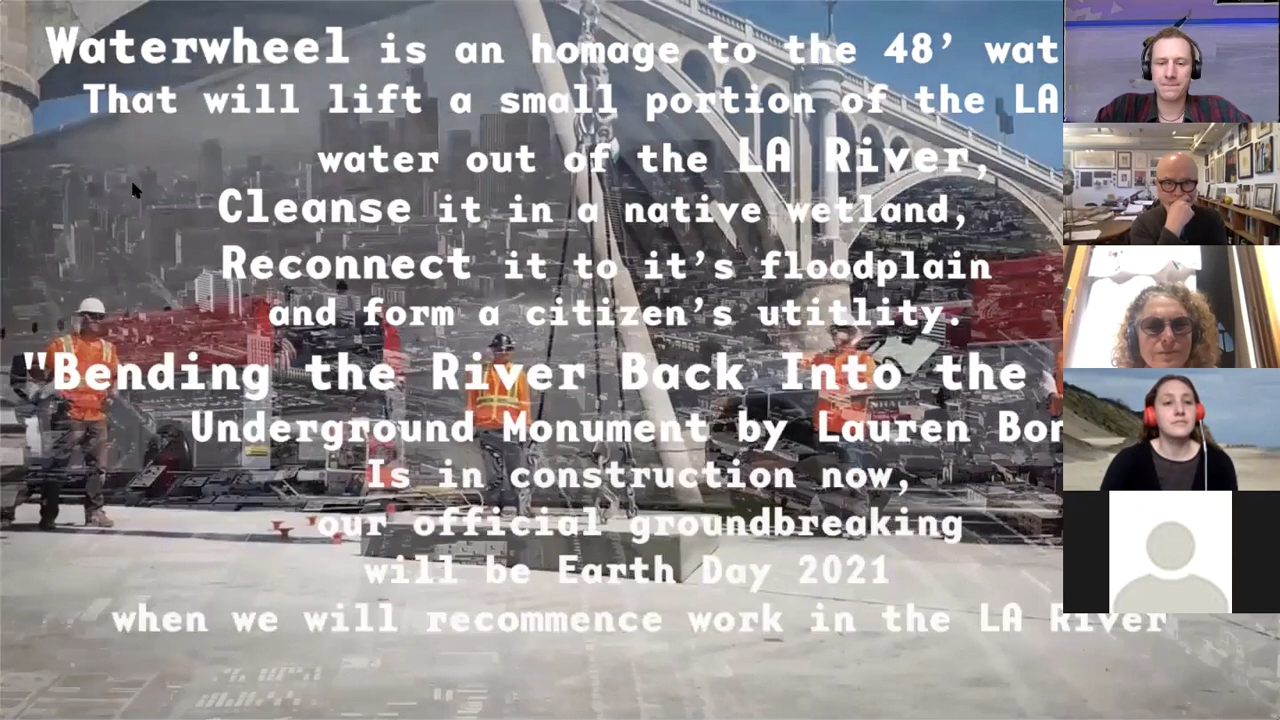 Waterwheel is an homage to the 48’
That will lift a small portion of the LA
water out of the LA River,
Cleanse it in a native wetland,
Reconnect it to it’s floodplain
and form a citizen’s utitlity.
"Bending the River Back Into the
Underground Monument by Lauren
Is in construction now,
our official groundbreaking
will be Earth Day 2021
when we will recommence work in the LA River